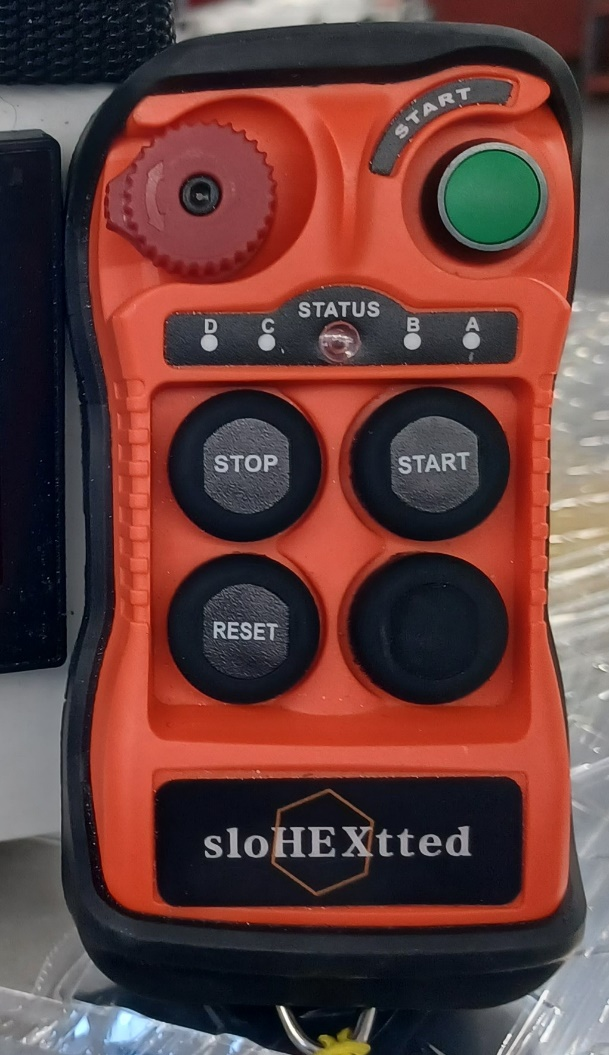 START
STATUS
D C B A
STOP START
RESET
sloHEXtted